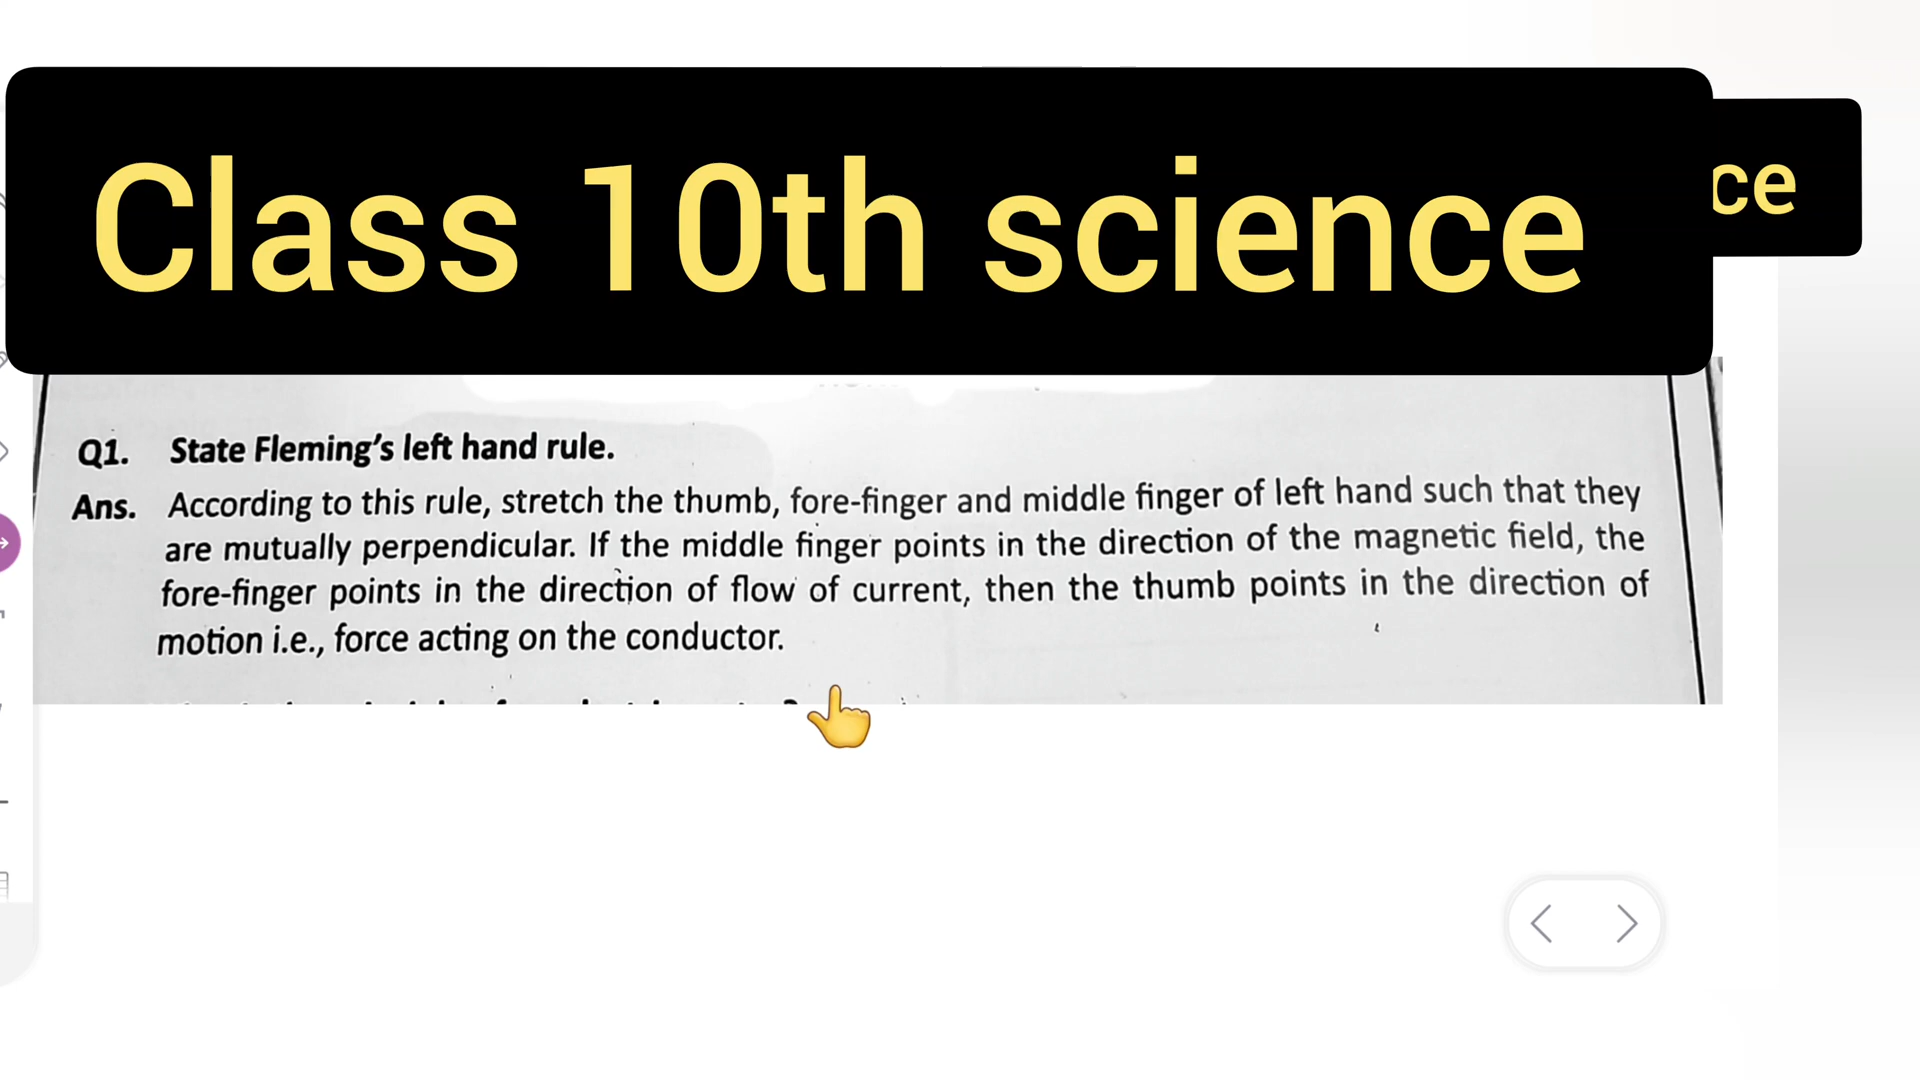 Class 10th science
ce
Q1. State Fleming's left hand rule.
Ans. According to this rule, stretch the thumb, fore-finger and middle finger of left hand such that they
are mutually perpendicular. If the middle finger points in the direction of the magnetic field, the
fore-finger points in the direction of flow of current, then the thumb points in the direction of
motion i.e., force acting on the conductor.